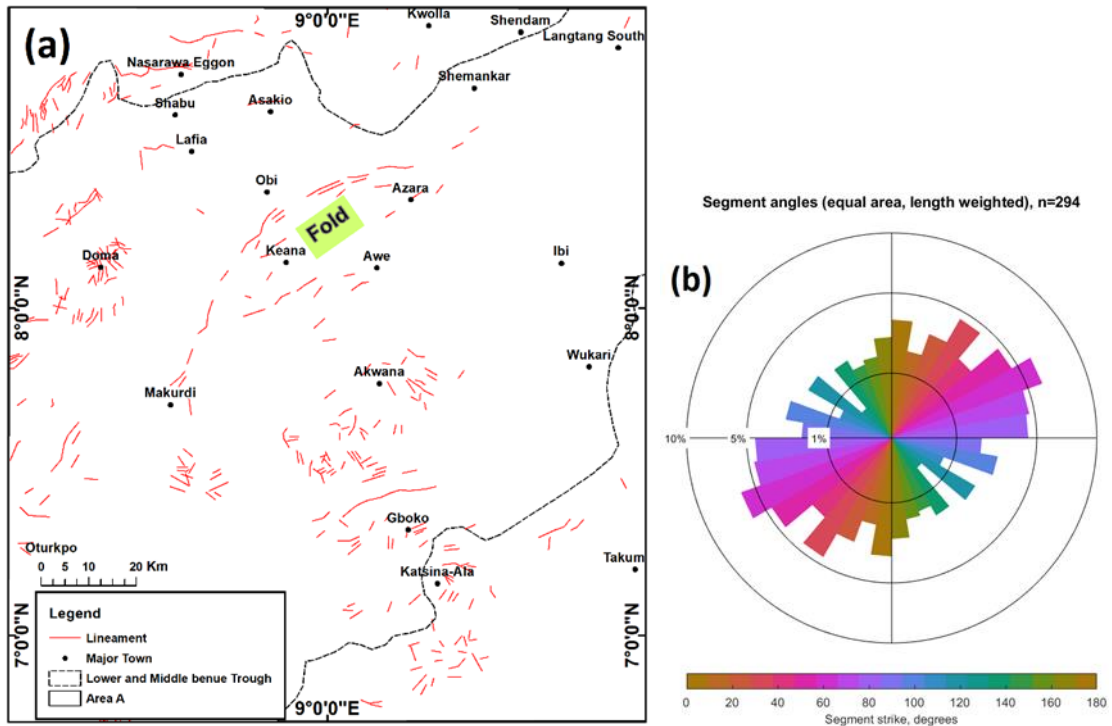 (a)
9°0'0"E
Kwolla
Shendam
Langtang South
Nasarawa Eggon
Shemankar
Shabu
Asakio
Lafia
Obi
Azara
Fold
Keana
Awe
Doma
Ibi
8°0'0"N
8°0'0"N
Wukari
Akwana
Makurdi
Gboko
Oturkpo
Takum
0 5 10 20 Km
Katsina-Ala
Legend
Lineament
Major Town
Lower and Middle benue Trough
Area A
7°0'0"N
7°0'0"N
9°0'0"E
Segment angles (equal area, length weighted), n=294
(b)
10% 5% 1%
0 20 40 60 80 100 120 140 160 180
Segment strike, degrees